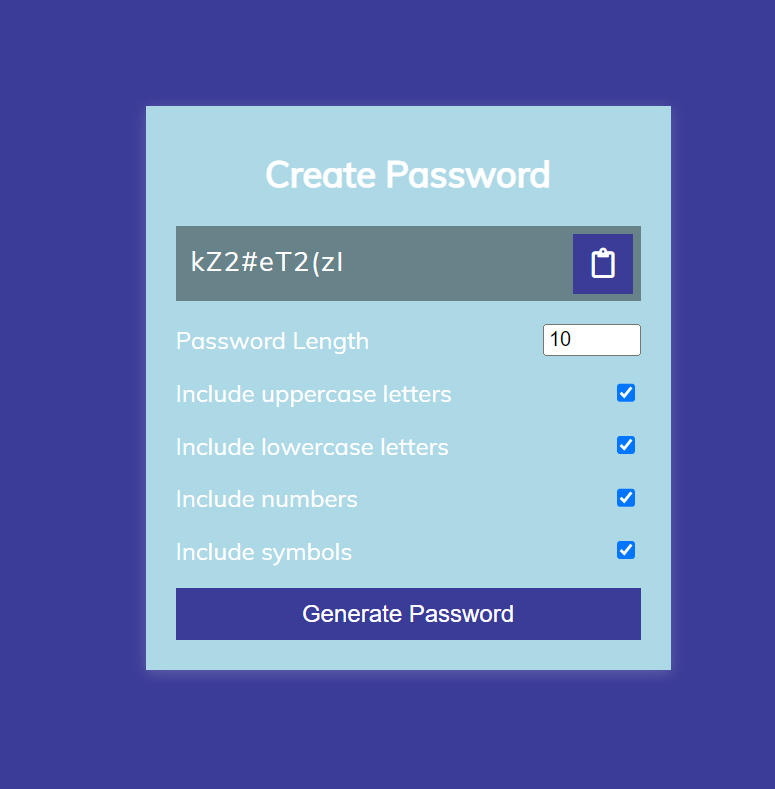 Create Password
kZ2#eT2(zI
Password Length 10
Include uppercase letters
Include lowercase letters
Include numbers
Include symbols
Generate Password